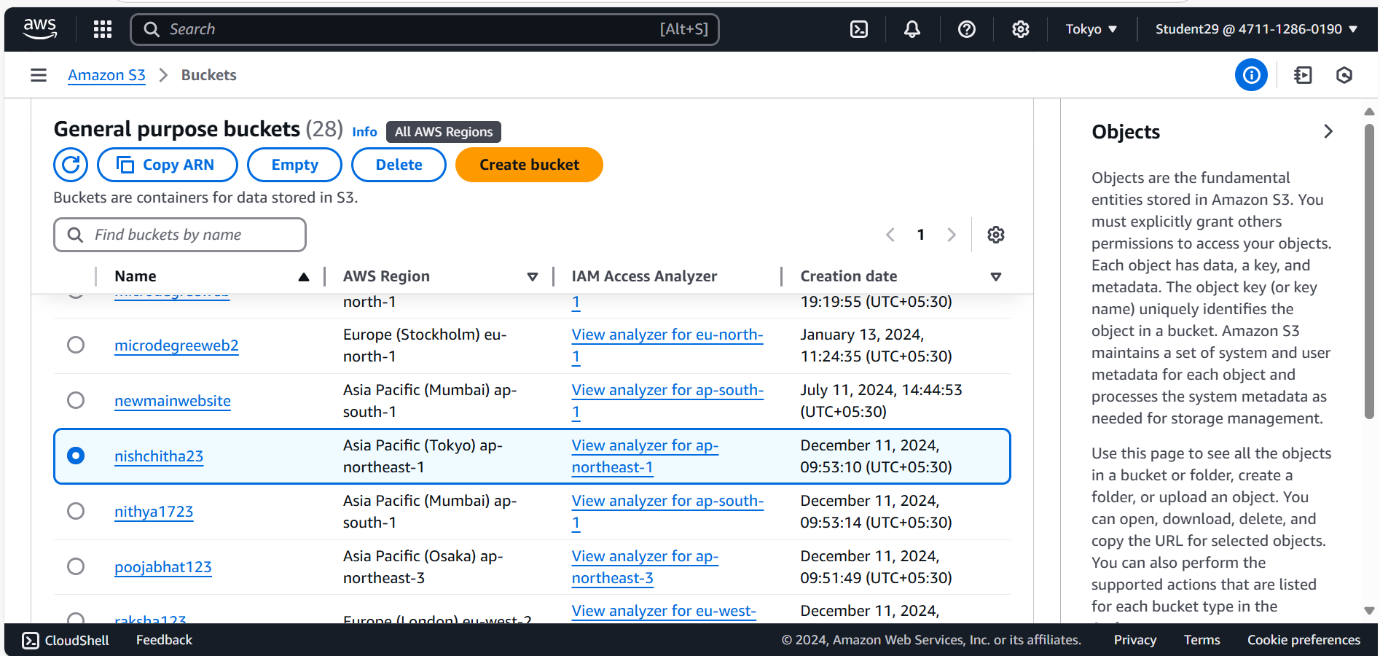 aws
Search [Alt+S] Tokyo Student29 @ 4711-1286-0190
Amazon S3 Buckets
General purpose buckets (28) Info All AWS Regions
Copy ARN Empty Delete Create bucket
Buckets are containers for data stored in S3.
Find buckets by name 1
Name AWS Region IAM Access Analyzer Creation date
north-1 1 19:19:55 (UTC+05:30)
microdegreeweb2
Europe (Stockholm) eu-
north-1
View analyzer for eu-north-
1
January 13, 2024,
11:24:35 (UTC+05:30)
newmainwebsite
Asia Pacific (Mumbai) ap-
south-1
View analyzer for ap-south-
1
July 11, 2024, 14:44:53
(UTC+05:30)
nishchitha23
Asia Pacific (Tokyo) ap-
northeast-1
View analyzer for ap-
northeast-1
December 11, 2024,
09:53:10 (UTC+05:30)
nithya1723
Asia Pacific (Mumbai) ap-
south-1
View analyzer for ap-south-
1
December 11, 2024,
09:53:14 (UTC+05:30)
poojabhat123
Asia Pacific (Osaka) ap-
northeast-3
View analyzer for ap-
northeast-3
December 11, 2024,
09:51:49 (UTC+05:30)
raksha123
Europe (London) eu-west-2
View analyzer for eu-west-
December 11, 2024,
Objects
Objects are the fundamental
entities stored in Amazon S3. You
must explicitly grant others
permissions to access your objects.
Each object has data, a key, and
metadata. The object key (or key
name) uniquely identifies the
object in a bucket. Amazon S3
maintains a set of system and user
metadata for each object and
processes the system metadata as
needed for storage management.
Use this page to see all the objects
in a bucket or folder, create a
folder, or upload an object. You
can open, download, delete, and
copy the URL for selected objects.
You can also perform the
supported actions that are listed
for each bucket type in the
CloudShell Feedback © 2024, Amazon Web Services, Inc. or its affiliates. Privacy Terms Cookie preferences